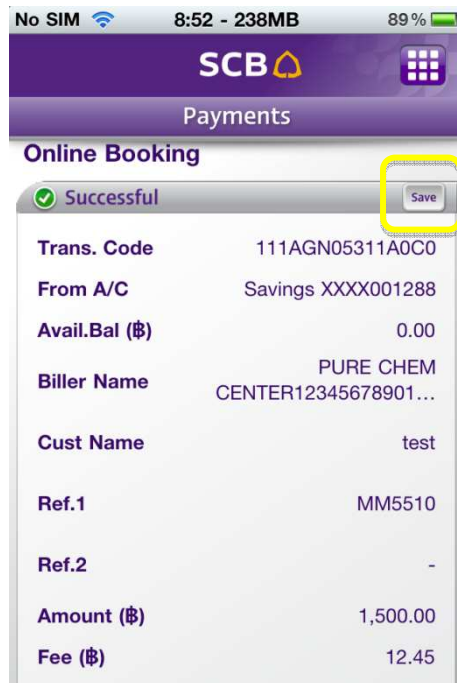 No SIM 8:52 - 238MB 89%
SCB
Payments
Online Booking
Successful Save
Trans. Code 111AGN05311A0C0
From A/C Savings XXXX001288
Avail.Bal (฿) 0.00
Biller Name PURE CHEM
CENTER12345678901...
Cust Name test
Ref.1 MM5510
Ref.2 -
Amount (฿) 1,500.00
Fee (฿) 12.45